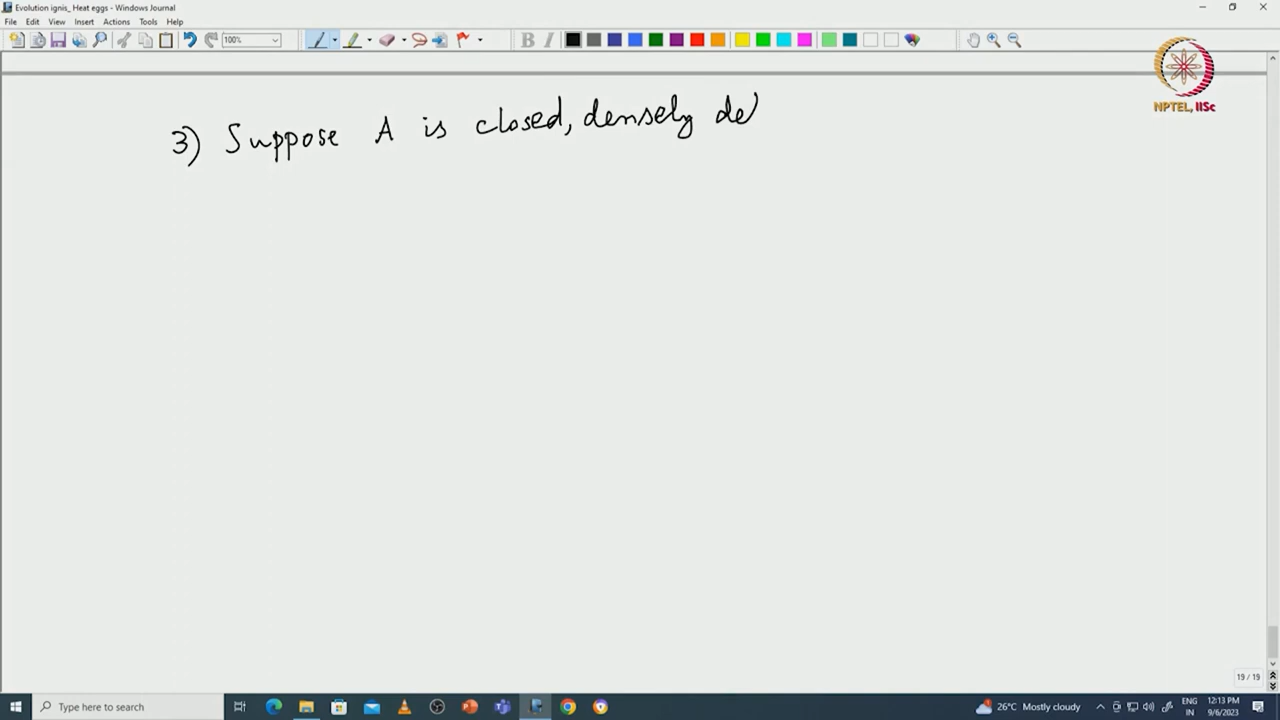 Evolution ignis_ Heat eggs - Windows Journal
File Edit View Insert Actions Tools Help
100%
B I
NPTEL, IISc
3) Suppose A is closed, densely de
19 / 19
Type here to search
26°C Mostly cloudy
ENG
IN
12:13 PM
9/6/2023